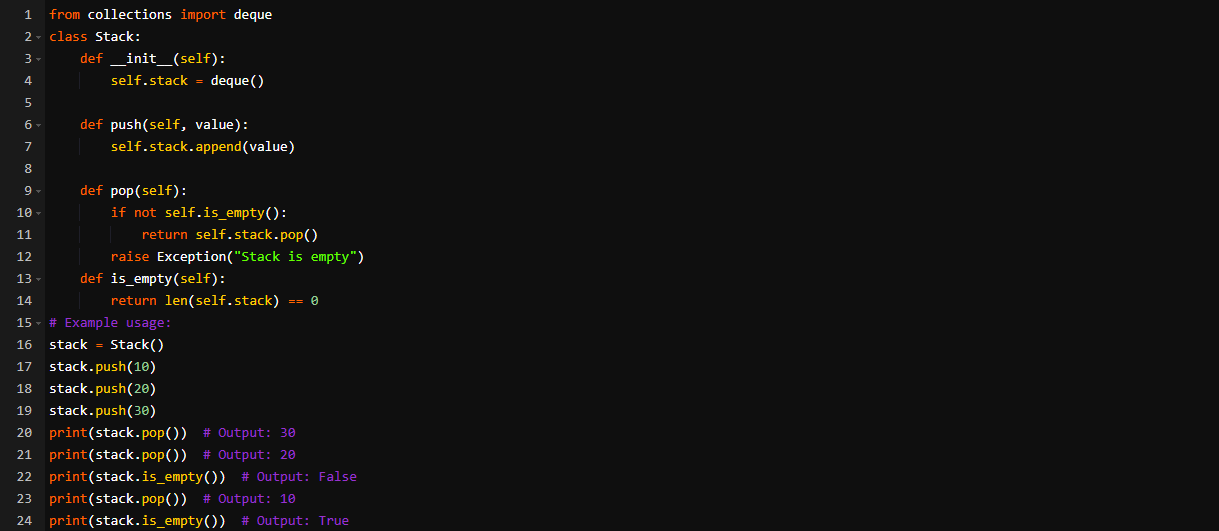 1 from collections import deque
2 class Stack:
3     def __init__(self):
4         self.stack = deque()
5
6     def push(self, value):
7         self.stack.append(value)
8
9     def pop(self):
10         if not self.is_empty():
11             return self.stack.pop()
12         raise Exception("Stack is empty")
13     def is_empty(self):
14         return len(self.stack) == 0
15 # Example usage:
16 stack = Stack()
17 stack.push(10)
18 stack.push(20)
19 stack.push(30)
20 print(stack.pop())  # Output: 30
21 print(stack.pop())  # Output: 20
22 print(stack.is_empty())  # Output: False
23 print(stack.pop())  # Output: 10
24 print(stack.is_empty())  # Output: True